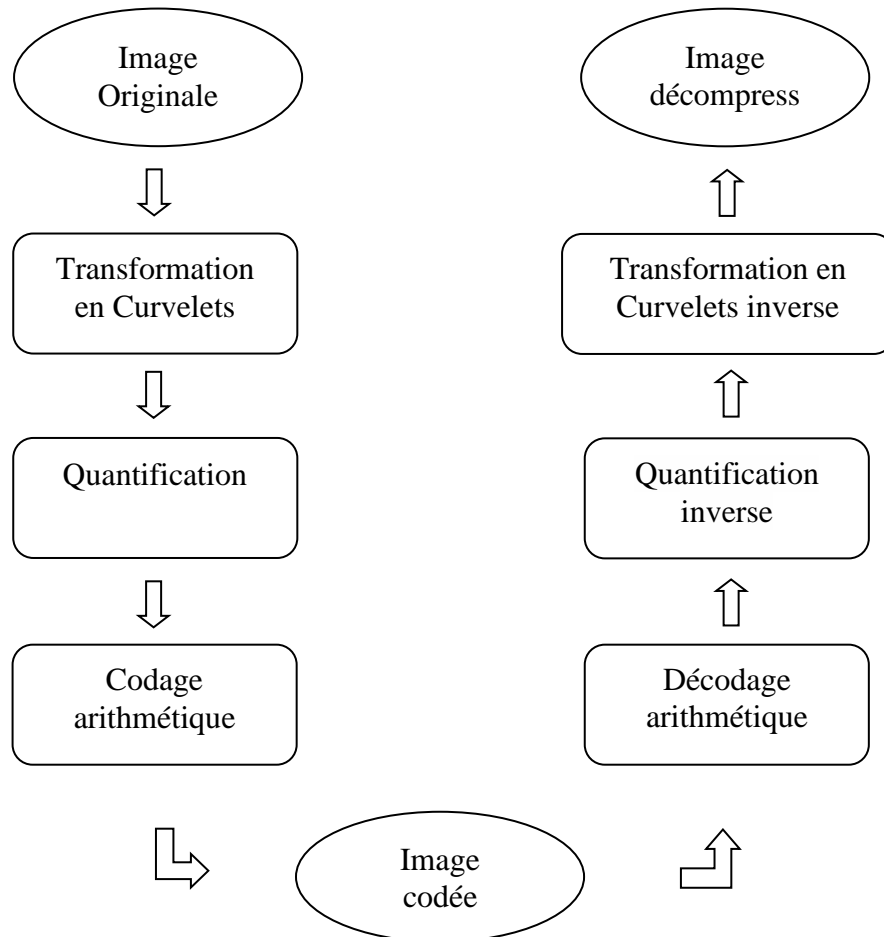 Image
Originale
Transformation
en Curvelets
Quantification
Codage
arithmétique
Image
codée
Décodage
arithmétique
Quantification
inverse
Transformation en
Curvelets inverse
Image
décompress